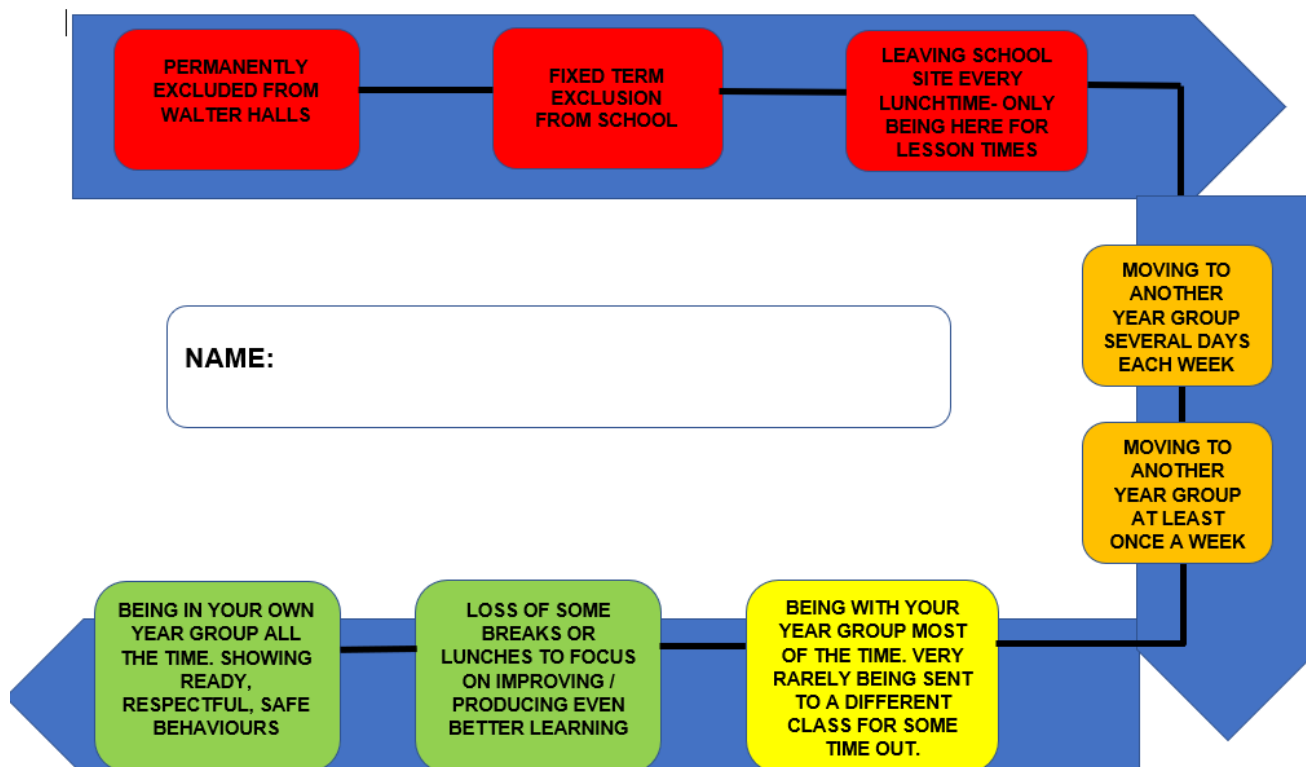 PERMANENTLY
EXCLUDED FROM
WALTER HALLS
FIXED TERM
EXCLUSION
FROM SCHOOL
LEAVING SCHOOL
SITE EVERY
LUNCHTIME- ONLY
BEING HERE FOR
LESSON TIMES
MOVING TO
ANOTHER
YEAR GROUP
SEVERAL DAYS
EACH WEEK
NAME:
MOVING TO
ANOTHER
YEAR GROUP
AT LEAST
ONCE A WEEK
BEING IN YOUR OWN
YEAR GROUP ALL
THE TIME. SHOWING
READY,
RESPECTFUL, SAFE
BEHAVIOURS
LOSS OF SOME
BREAKS OR
LUNCHES TO FOCUS
ON IMPROVING /
PRODUCING EVEN
BETTER LEARNING
BEING WITH YOUR
YEAR GROUP MOST
OF THE TIME. VERY
RARELY BEING SENT
TO A DIFFERENT
CLASS FOR SOME
TIME OUT.